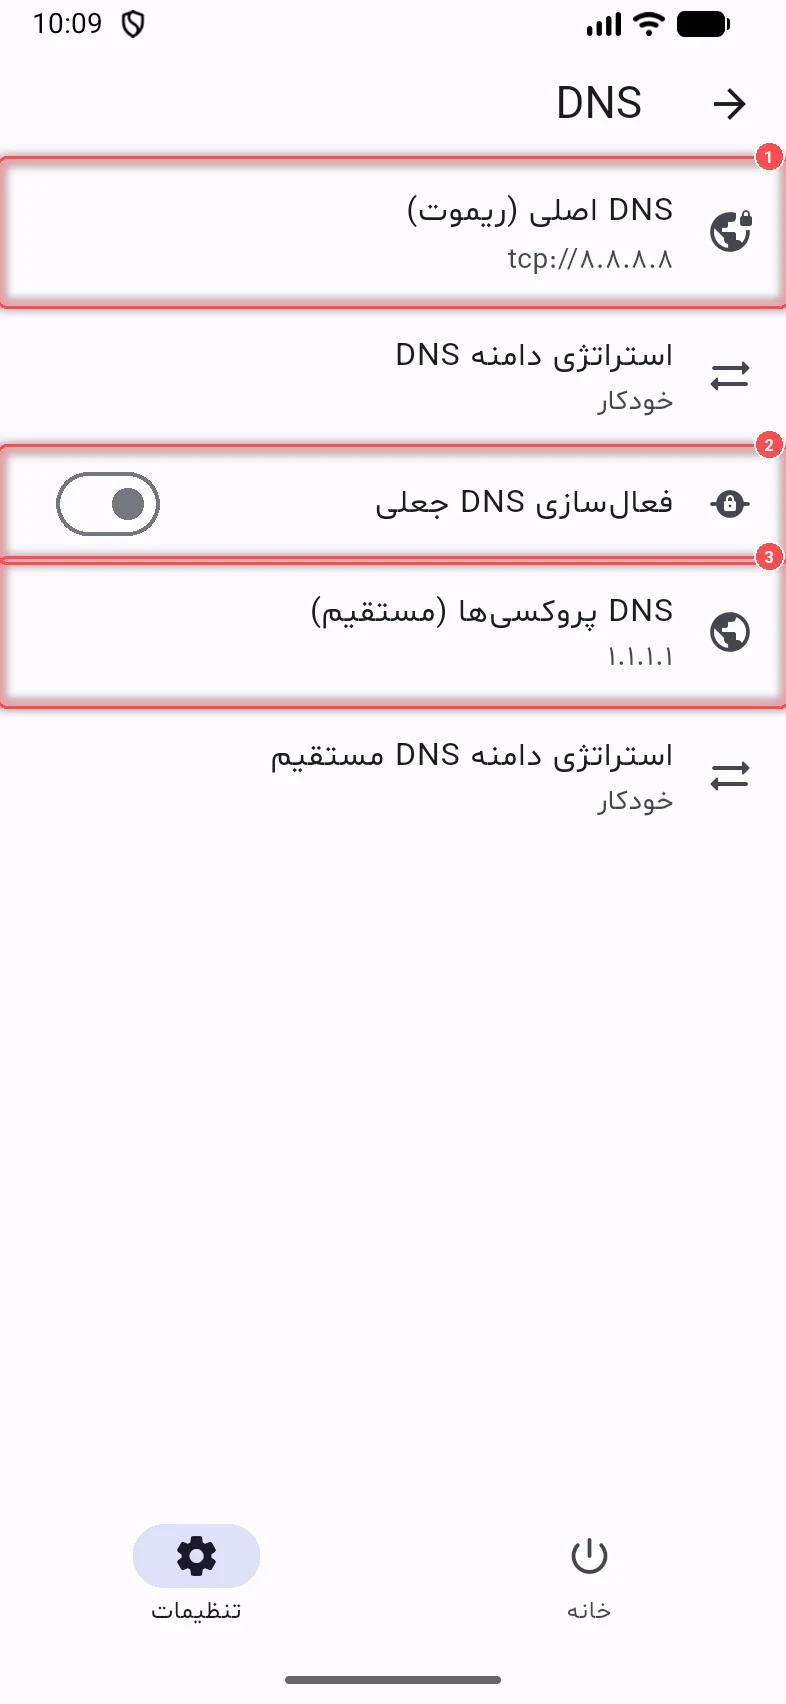 10:09
DNS
1
DNS اصلی (ریموت)
tcp://۸.۸.۸.۸
استراتژی دامنه DNS
خودکار
2
فعال‌سازی DNS جعلی
3
DNS پروکسی‌ها (مستقیم)
۱.۱.۱.۱
استراتژی دامنه DNS مستقیم
خودکار
خانه
تنظیمات